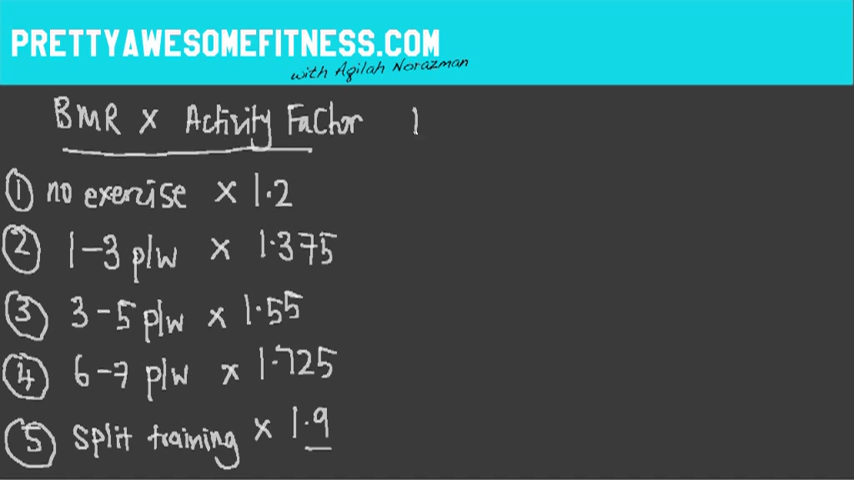 PRETTYAWESOMEFITNESS.COM
with Aqilah Norazman
BMR x Activity Factor 1
① no exercise x 1.2
② 1-3 p/w x 1.375
③ 3-5 p/w x 1.55
④ 6-7 p/w x 1.725
⑤ split training x 1.9